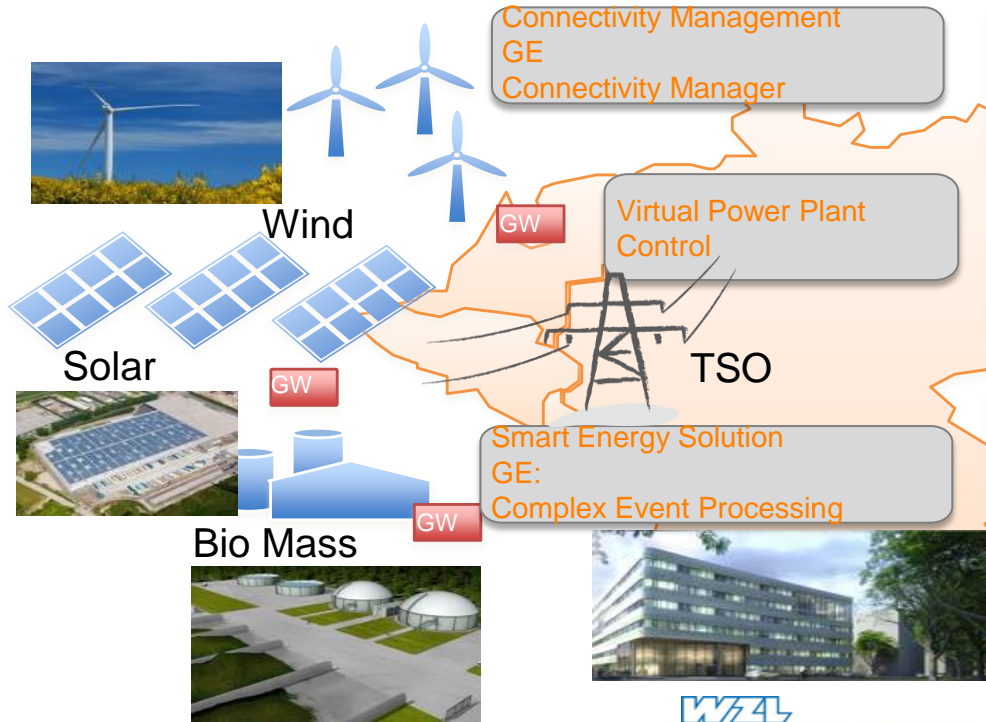 Connectivity Management
GE
Connectivity Manager
Wind
GW
Virtual Power Plant
Control
Solar
GW
TSO
Smart Energy Solution
GE:
Complex Event Processing
GW
Bio Mass
WZL